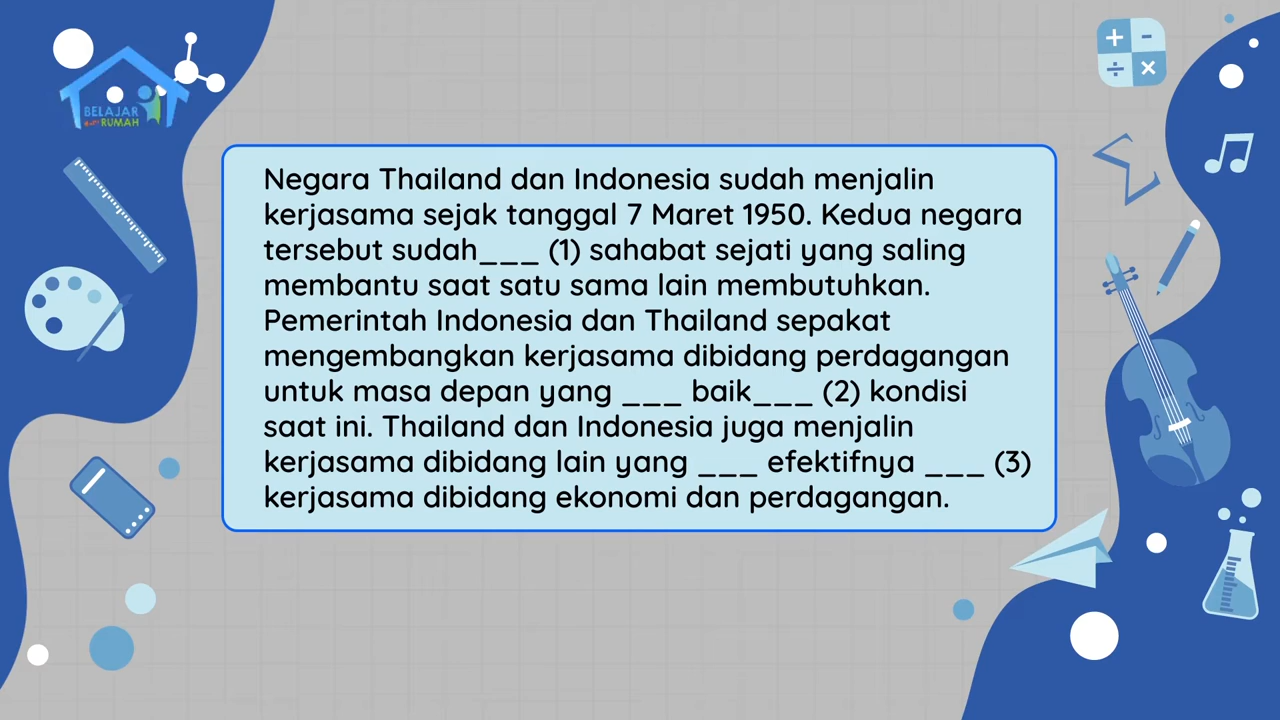 BELAJAR
RUMAH
Negara Thailand dan Indonesia sudah menjalin
kerjasama sejak tanggal 7 Maret 1950. Kedua negara
tersebut sudah___ (1) sahabat sejati yang saling
membantu saat satu sama lain membutuhkan.
Pemerintah Indonesia dan Thailand sepakat
mengembangkan kerjasama dibidang perdagangan
untuk masa depan yang ___ baik___ (2) kondisi
saat ini. Thailand dan Indonesia juga menjalin
kerjasama dibidang lain yang ___ efektifnya ___ (3)
kerjasama dibidang ekonomi dan perdagangan.